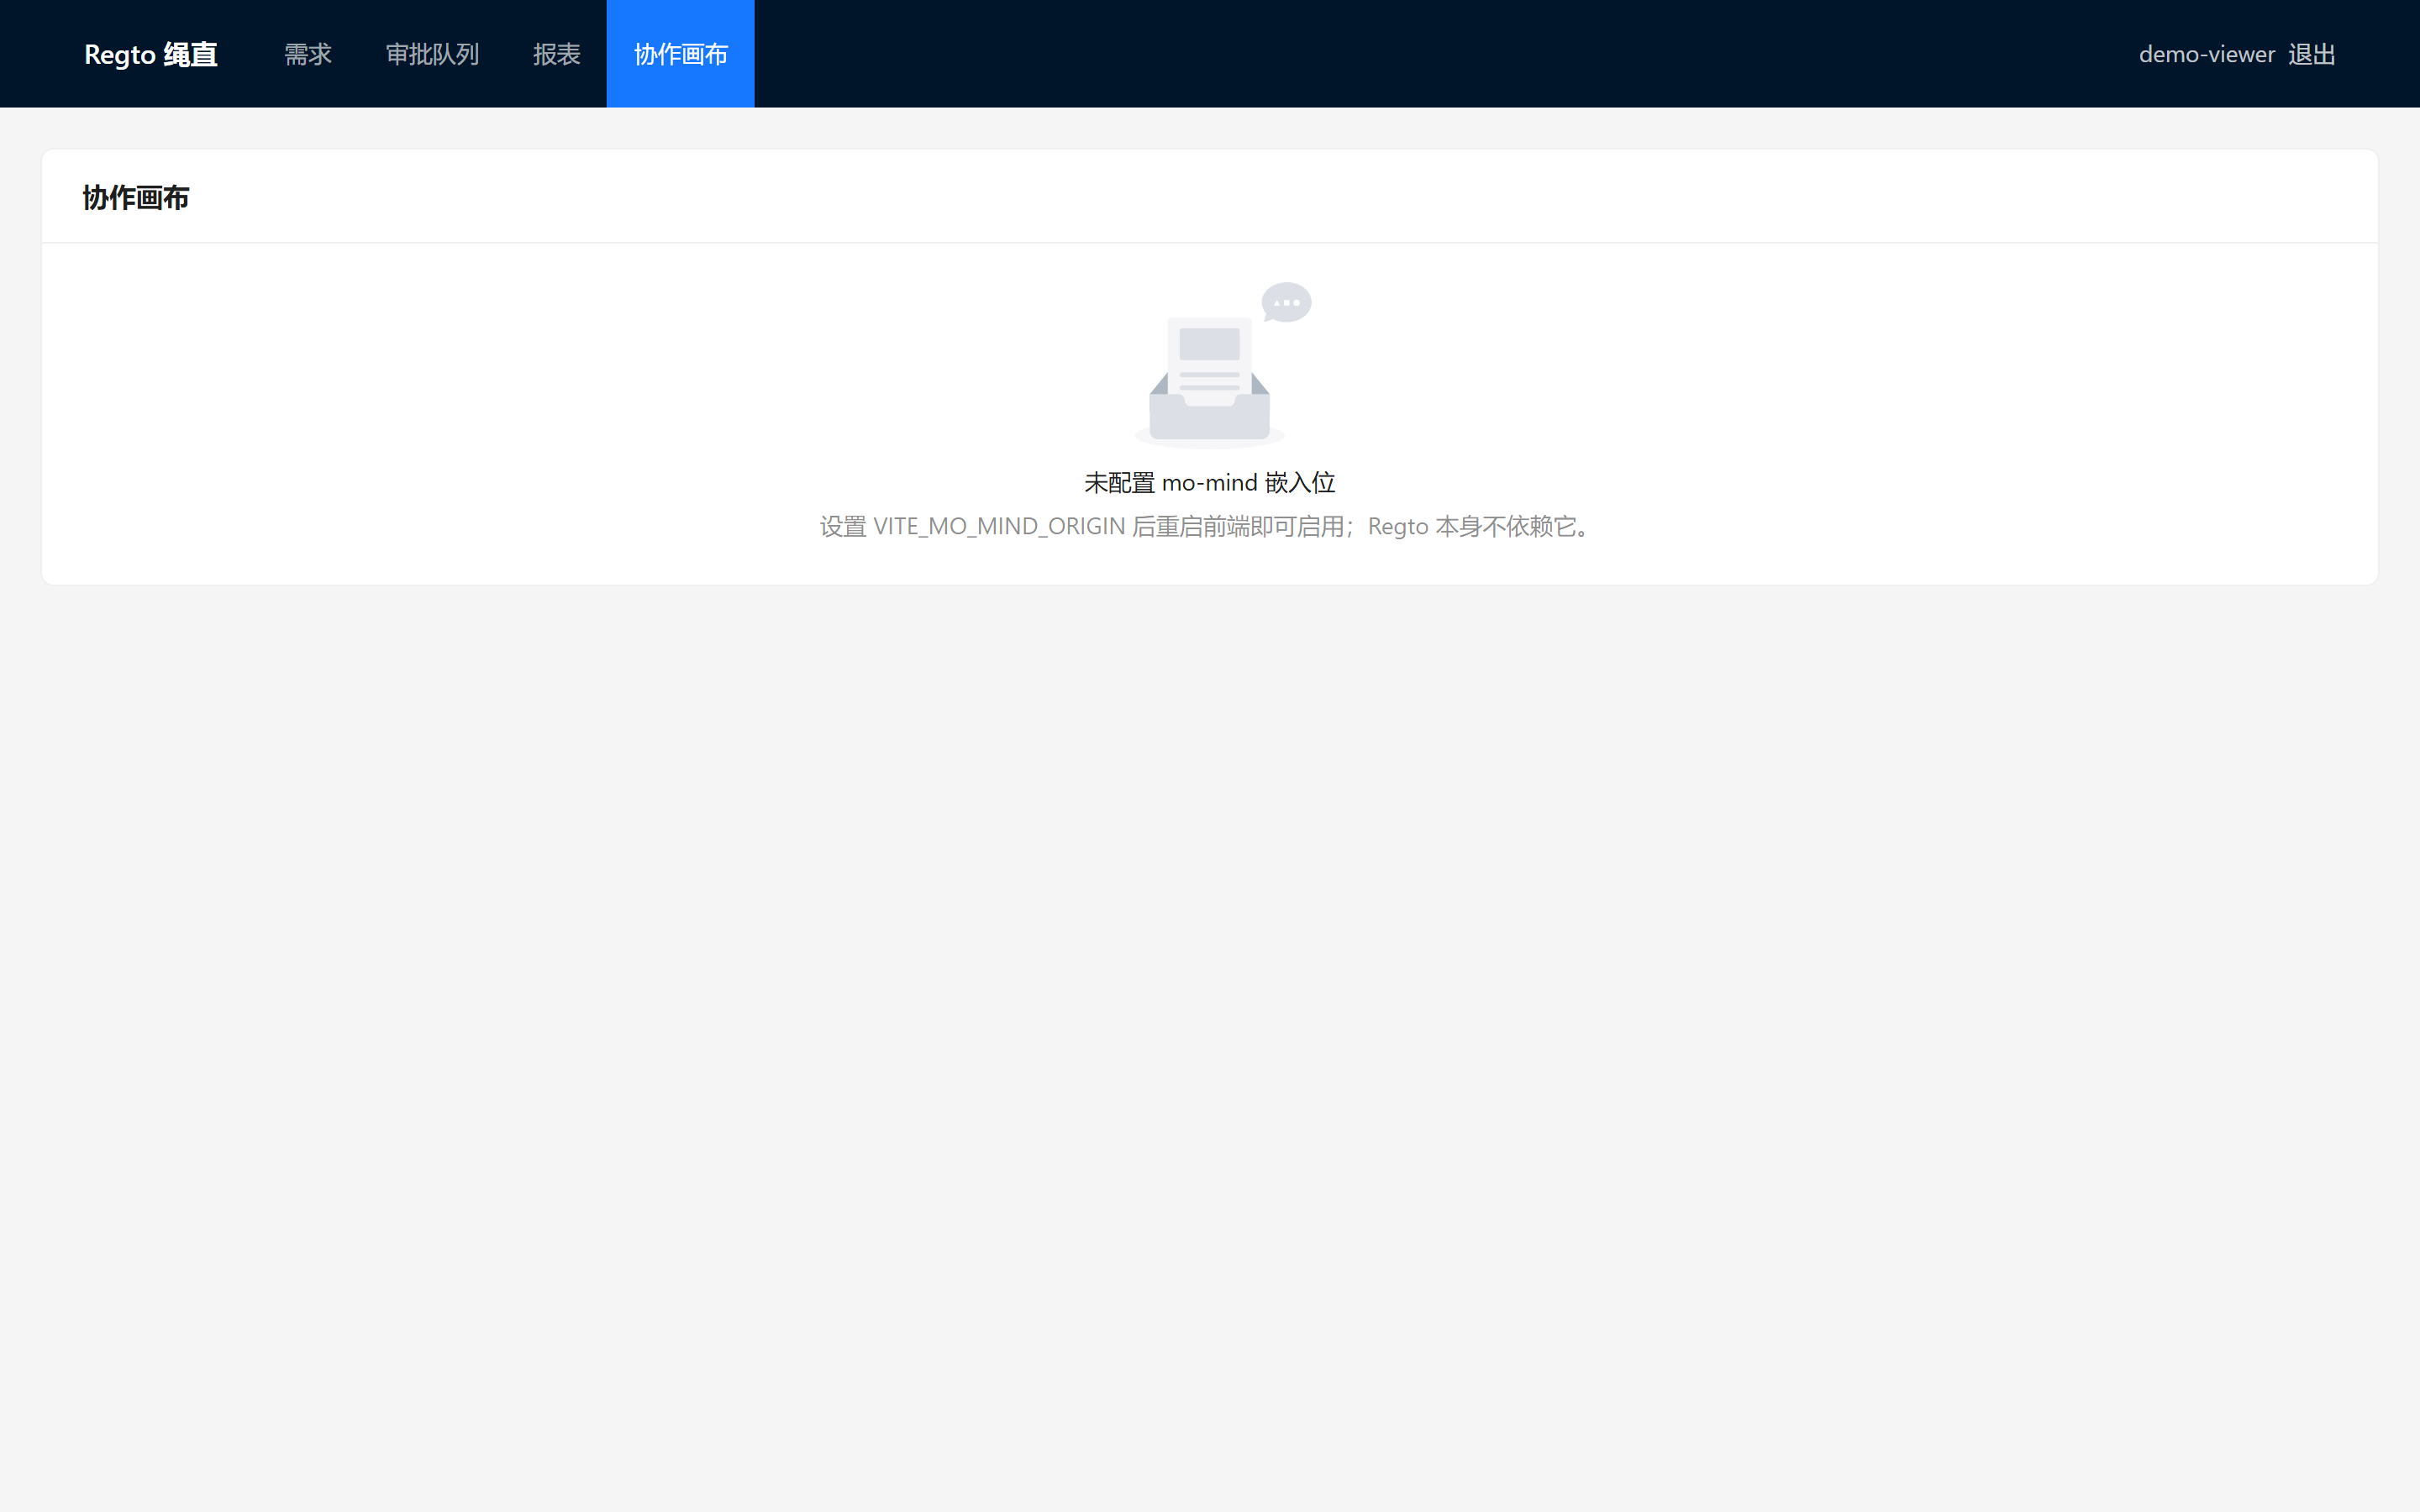 Regto 绳直 需求 审批队列 报表 协作画布 demo-viewer 退出
协作画布
未配置 mo-mind 嵌入位
设置 VITE_MO_MIND_ORIGIN 后重启前端即可启用；Regto 本身不依赖它。